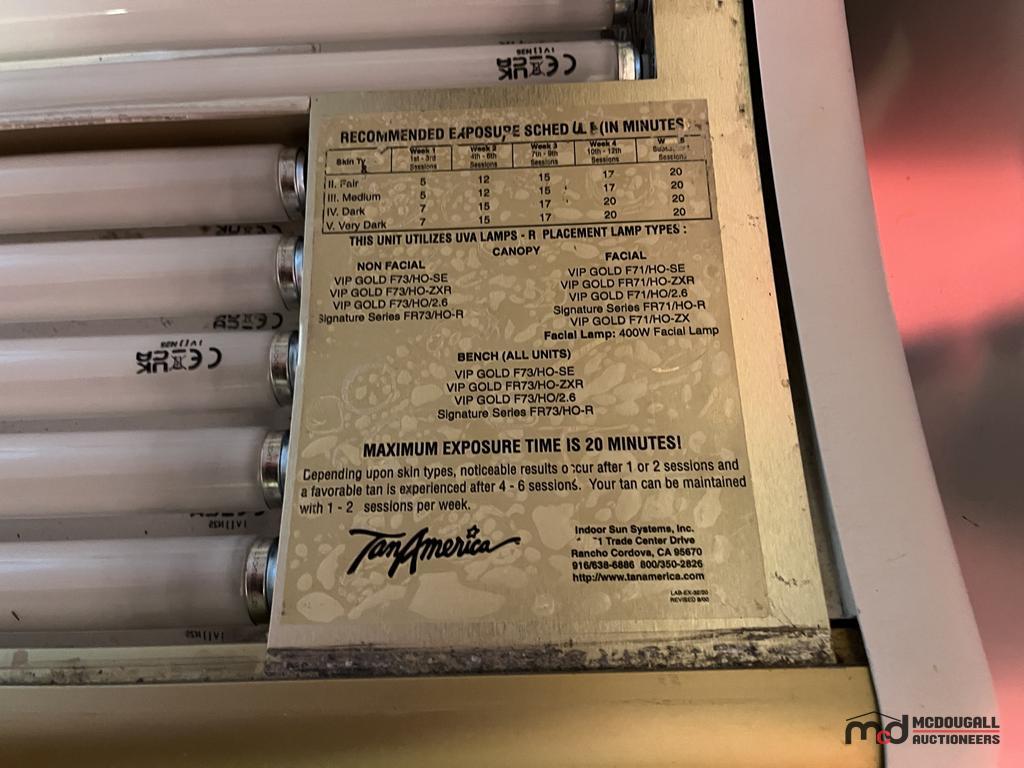 RECOMMENDED EXPOSURE SCHEDULE (IN MINUTES
Week 1 Week 2 Week 3 Week 4
Skin 1st - 3rd 4th - 6th 7th - 9th 10th - 12th
Sessions Sessions Sessions Sessions Sessions
II. Fair 5 12 15 17 20
III. Medium 5 12 15 17 20
IV. Dark 7 15 17 20 20
V. Very Dark 7 15 17 20 20
THIS UNIT UTILIZES UVA LAMPS - R PLACEMENT LAMP TYPES :
CANOPY
NON FACIAL
VIP GOLD F73/HO-SE
VIP GOLD F73/HO-ZXR
VIP GOLD F73/HO/2.6
Signature Series FR73/HO-R
FACIAL
VIP GOLD F71/HO-SE
VIP GOLD FR71/HO-ZXR
VIP GOLD F71/HO/2.6
Signature Series FR71/HO-R
VIP GOLD F71/HO-ZX
Facial Lamp: 400W Facial Lamp
BENCH (ALL UNITS)
VIP GOLD F73/HO-SE
VIP GOLD FR73/HO-ZXR
VIP GOLD F73/HO/2.6
Signature Series FR73/HO-R
MAXIMUM EXPOSURE TIME IS 20 MINUTES!
Depending upon skin types, noticeable results occur after 1 or 2 sessions and
a favorable tan is experienced after 4 - 6 sessions. Your tan can be maintained
with 1 - 2 sessions per week.
TanAmerica
Indoor Sun Systems, Inc.
Trade Center Drive
Rancho Cordova, CA 95670
916/638-6886 800/350-2826
http://www.tanamerica.com
REVISED
CE UKCA
CE UKCA
MCDOUGALL
mcd AUCTIONEERS